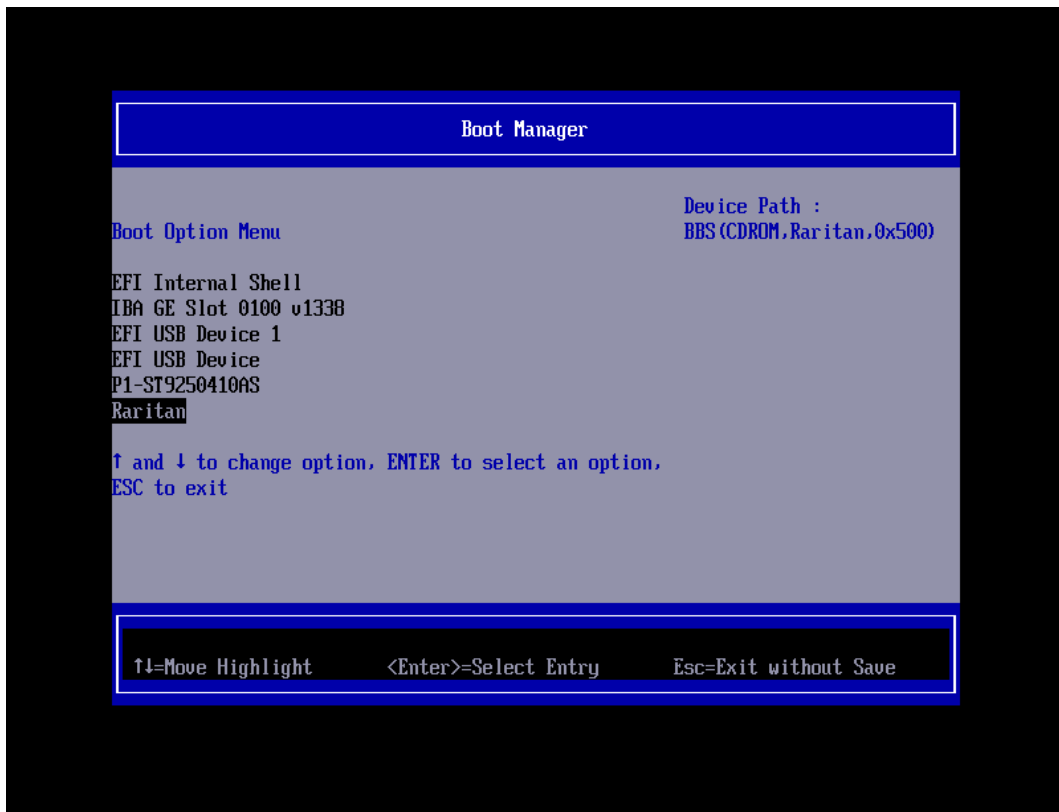 Boot Manager
Device Path :
Boot Option Menu
BBS(CDROM,Raritan,0x500)
EFI Internal Shell
IBA GE Slot 0100 v1338
EFI USB Device 1
EFI USB Device
P1-ST9250410AS
Raritan
↑ and ↓ to change option, ENTER to select an option,
ESC to exit
↑↓=Move Highlight <Enter>=Select Entry Esc=Exit without Save